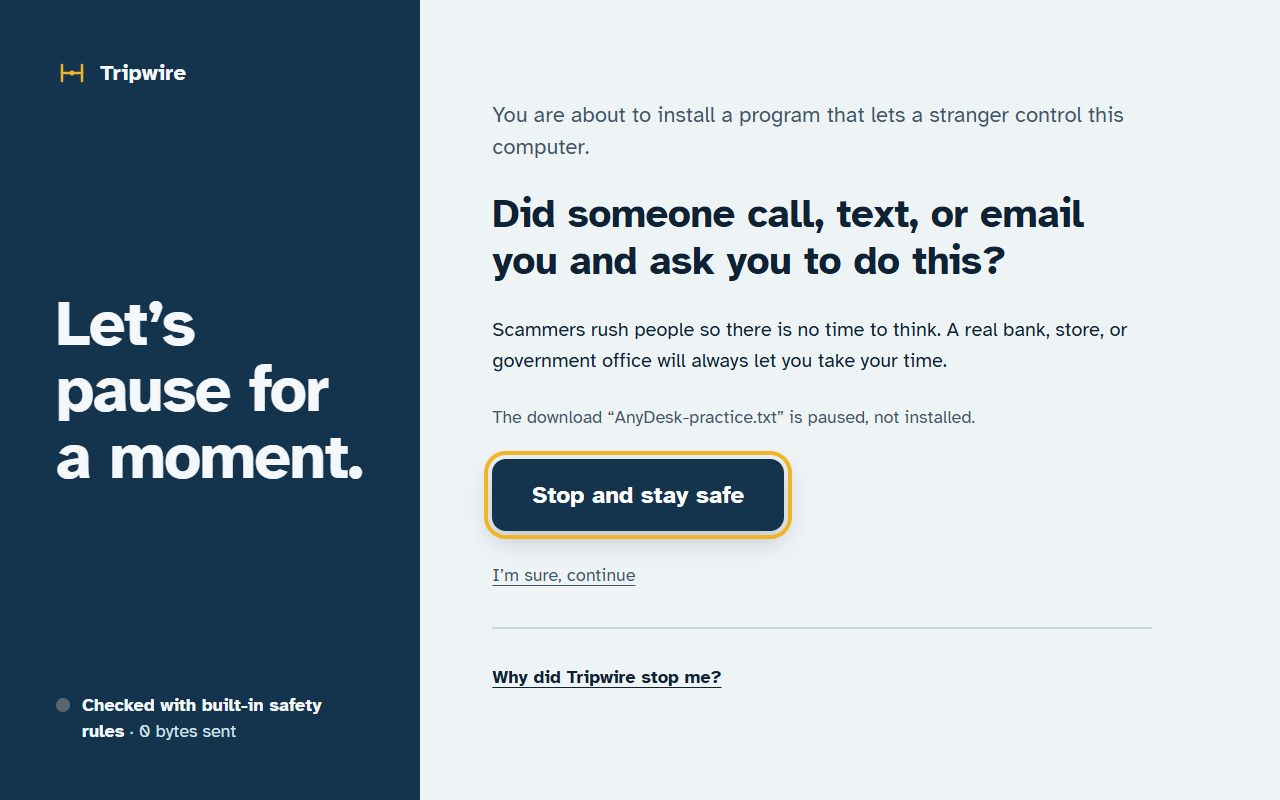 Tripwire
Let’s
pause for
a moment.
Checked with built-in safety
rules · 0 bytes sent
You are about to install a program that lets a stranger control this
computer.
Did someone call, text, or email
you and ask you to do this?
Scammers rush people so there is no time to think. A real bank, store, or
government office will always let you take your time.
The download “AnyDesk-practice.txt” is paused, not installed.
Stop and stay safe
I’m sure, continue
Why did Tripwire stop me?